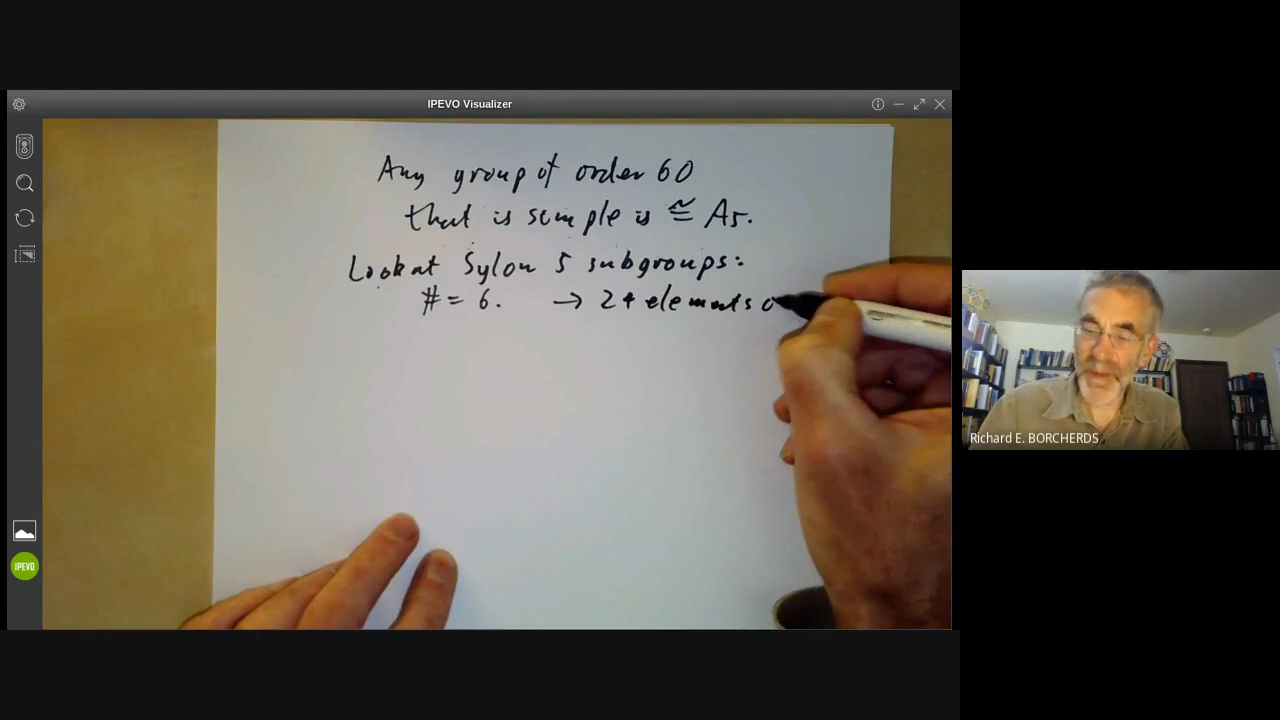 IPEVO Visualizer
Any group of order 60
that is simple is ≅ A5.
Look at Sylow 5 subgroups:
# = 6. → 24 elements o
Richard E. BORCHERDS
IPEVO